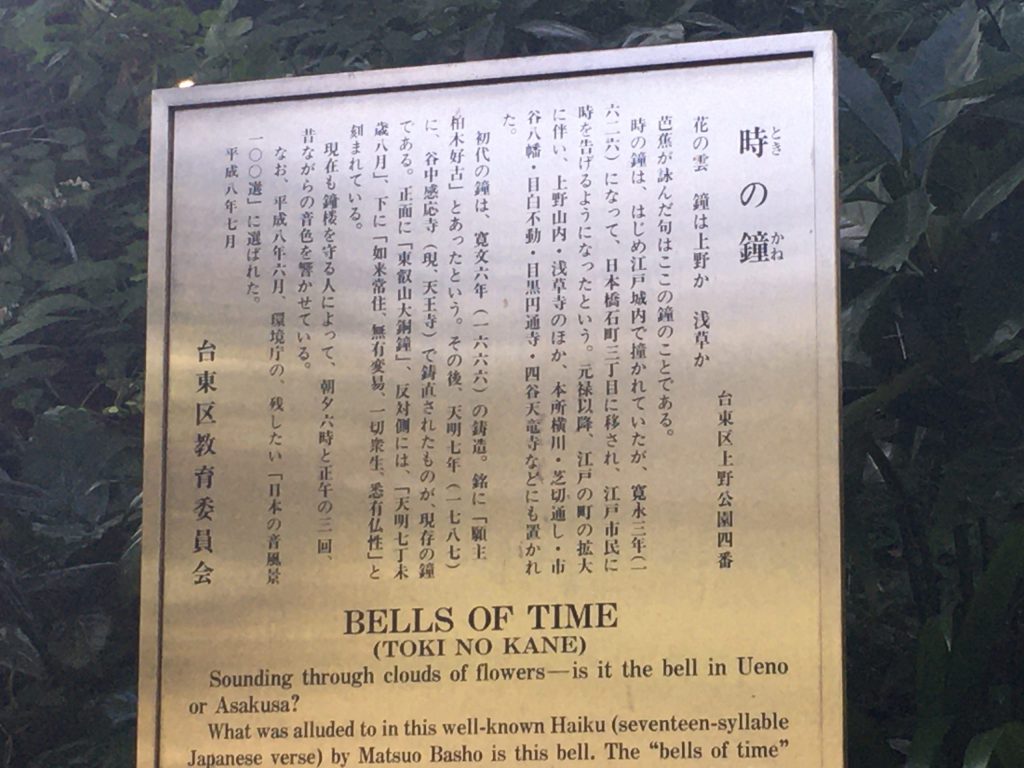 時の鐘
とき
かね
台東区上野公園四番
花の雲　鐘は上野か　浅草か
芭蕉が詠んだ句はここの鐘のことである。
時の鐘は、はじめ江戸城内で撞かれていたが、寛永三年（一
六二六）になって、日本橋石町三丁目に移され、江戸市民に
時を告げるようになったという。元禄以降、江戸の町の拡大
に伴い、上野山内・浅草寺のほか、本所横川・芝切通し・市
谷八幡・目白不動・目黒円通寺・四谷天竜寺などにも置かれ
た。
初代の鐘は、寛文六年（一六六六）の鋳造。銘に「願主
柏木好古」とあったという。その後、天明七年（一七八七）
に、谷中感応寺（現、天王寺）で鋳直されたものが、現存の鐘
である。正面に「東叡山大銅鐘」、反対側には、「天明七丁未
歳八月」、下に「如来常住、無有変易、一切衆生、悉有仏性」と
刻まれている。
現在も鐘楼を守る人によって、朝夕六時と正午の三回、
昔ながらの音色を響かせている。
なお、平成八年六月、環境庁の、残したい「日本の音風景
一〇〇選」に選ばれた。
平成八年七月
台東区教育委員会
BELLS OF TIME
(TOKI NO KANE)
Sounding through clouds of flowers—is it the bell in Ueno
or Asakusa?
What was alluded to in this well-known Haiku (seventeen-syllable
Japanese verse) by Matsuo Basho is this bell. The “bells of time”